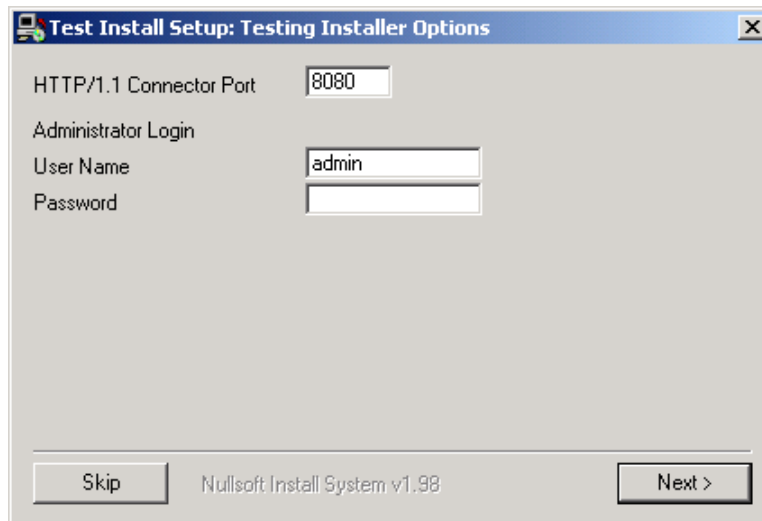 Test Install Setup: Testing Installer Options
HTTP/1.1 Connector Port 8080
Administrator Login
User Name admin
Password
Skip Nullsoft Install System v1.98 Next >